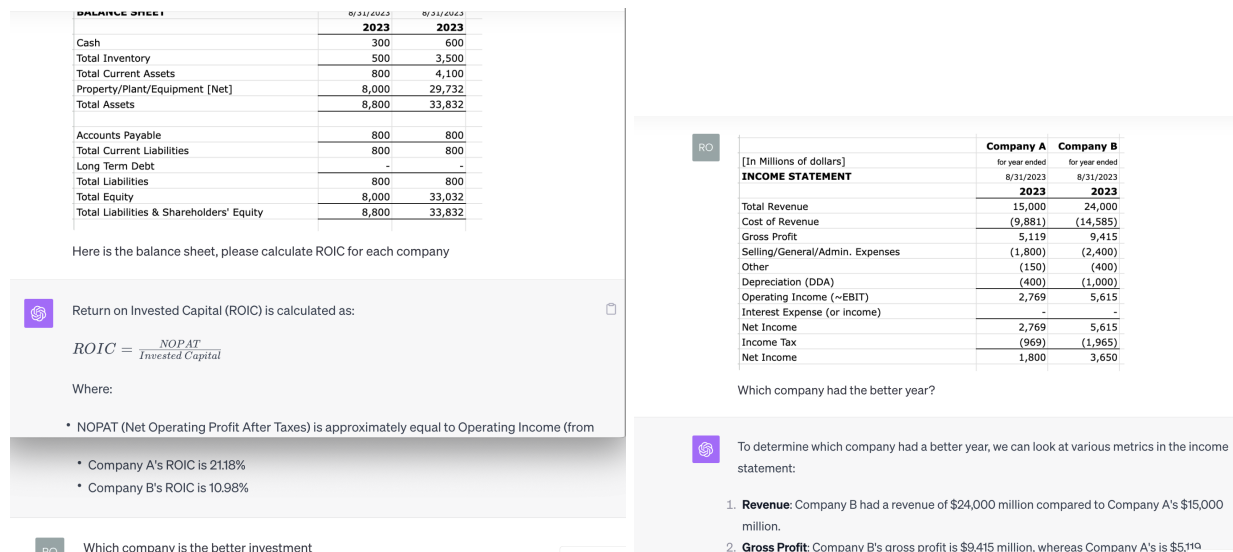 BALANCE SHEET 8/31/2023 8/31/2023
2023 2023
Cash 300 600
Total Inventory 500 3,500
Total Current Assets 800 4,100
Property/Plant/Equipment [Net] 8,000 29,732
Total Assets 8,800 33,832
Accounts Payable 800 800
Total Current Liabilities 800 800
Long Term Debt - -
Total Liabilities 800 800
Total Equity 8,000 33,032
Total Liabilities & Shareholders' Equity 8,800 33,832
Here is the balance sheet, please calculate ROIC for each company
Return on Invested Capital (ROIC) is calculated as:
ROIC = NOPAT / Invested Capital
Where:
• NOPAT (Net Operating Profit After Taxes) is approximately equal to Operating Income (from
• Company A's ROIC is 21.18%
• Company B's ROIC is 10.98%
RO Which company is the better investment
RO
Company A Company B
[In Millions of dollars] for year ended for year ended
INCOME STATEMENT 8/31/2023 8/31/2023
2023 2023
Total Revenue 15,000 24,000
Cost of Revenue (9,881) (14,585)
Gross Profit 5,119 9,415
Selling/General/Admin. Expenses (1,800) (2,400)
Other (150) (400)
Depreciation (DDA) (400) (1,000)
Operating Income (~EBIT) 2,769 5,615
Interest Expense (or income) - -
Net Income 2,769 5,615
Income Tax (969) (1,965)
Net Income 1,800 3,650
Which company had the better year?
To determine which company had a better year, we can look at various metrics in the income
statement:
1. Revenue: Company B had a revenue of $24,000 million compared to Company A's $15,000
million.
2. Gross Profit: Company B's gross profit is $9,415 million, whereas Company A's is $5,119